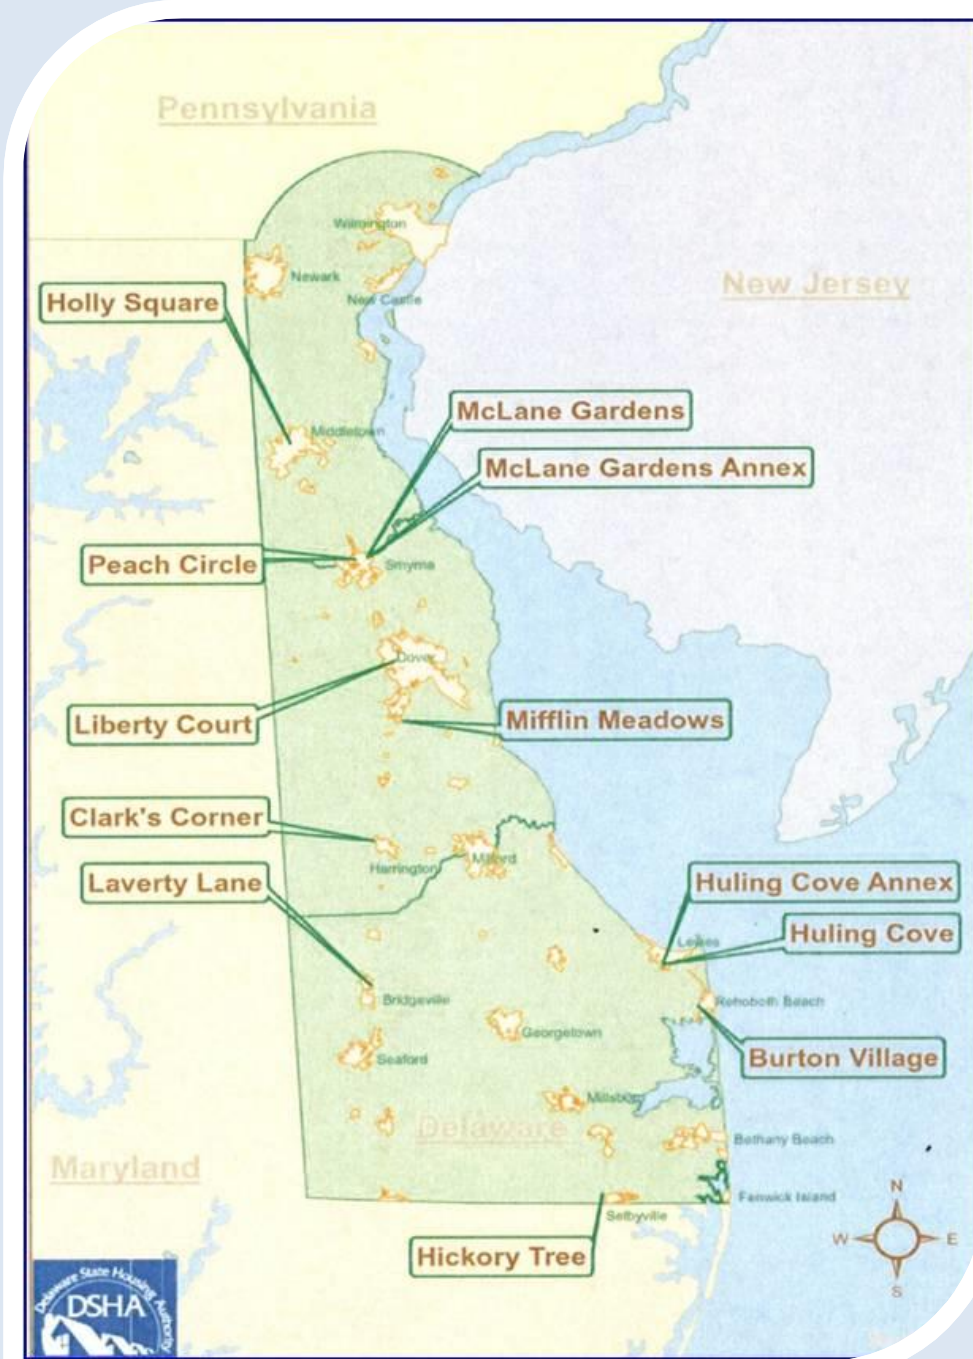 Pennsylvania
Wilmington
Newark
New Jersey
New Castle
Holly Square
McLane Gardens
Middletown
McLane Gardens Annex
Peach Circle
Smyrna
Dover
Liberty Court
Mifflin Meadows
Clark's Corner
Milford
Harrington
Laverty Lane
Huling Cove Annex
Huling Cove
Lewes
Bridgeville
Rehoboth Beach
Georgetown
Seaford
Burton Village
Millsboro
Delaware
Bethany Beach
Maryland
N
Fenwick Island
Selbyville
W
E
Hickory Tree
S
Delaware State Housing Authority
DSHA